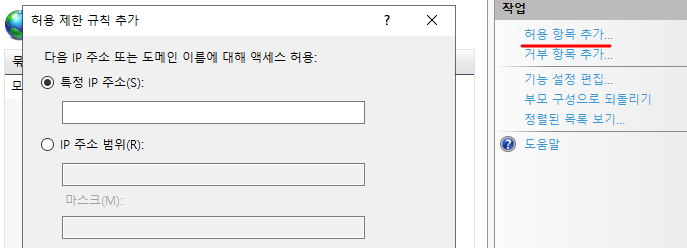 허용 제한 규칙 추가
다음 IP 주소 또는 도메인 이름에 대해 액세스 허용:
특정 IP 주소(S):
IP 주소 범위(R):
마스크(M):
작업
허용 항목 추가...
거부 항목 추가...
기능 설정 편집...
부모 구성으로 되돌리기
정렬된 목록 보기...
도움말